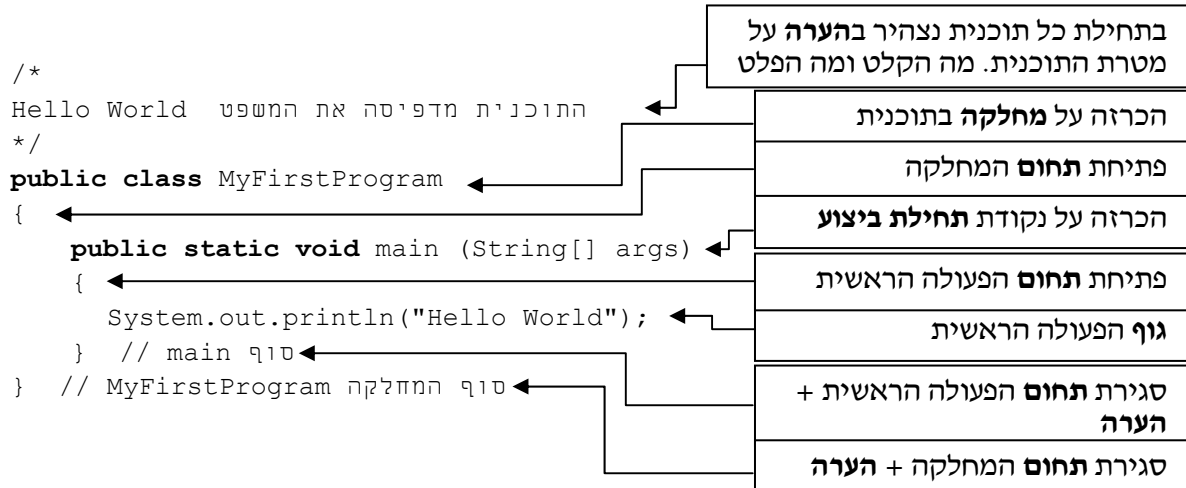 בתחילת כל תוכנית נצהיר בהערה על
מטרת התוכנית. מה הקלט ומה הפלט
/*
Hello World התוכנית מדפיסה את המשפט
*/
הכרזה על מחלקה בתוכנית
public class MyFirstProgram
פתיחת תחום המחלקה
{
הכרזה על נקודת תחילת ביצוע
public static void main (String[] args)
פתיחת תחום הפעולה הראשית
{
System.out.println("Hello World");
גוף הפעולה הראשית
} // main סוף
} // MyFirstProgram סוף המחלקה
סגירת תחום הפעולה הראשית +
הערה
סגירת תחום המחלקה + הערה